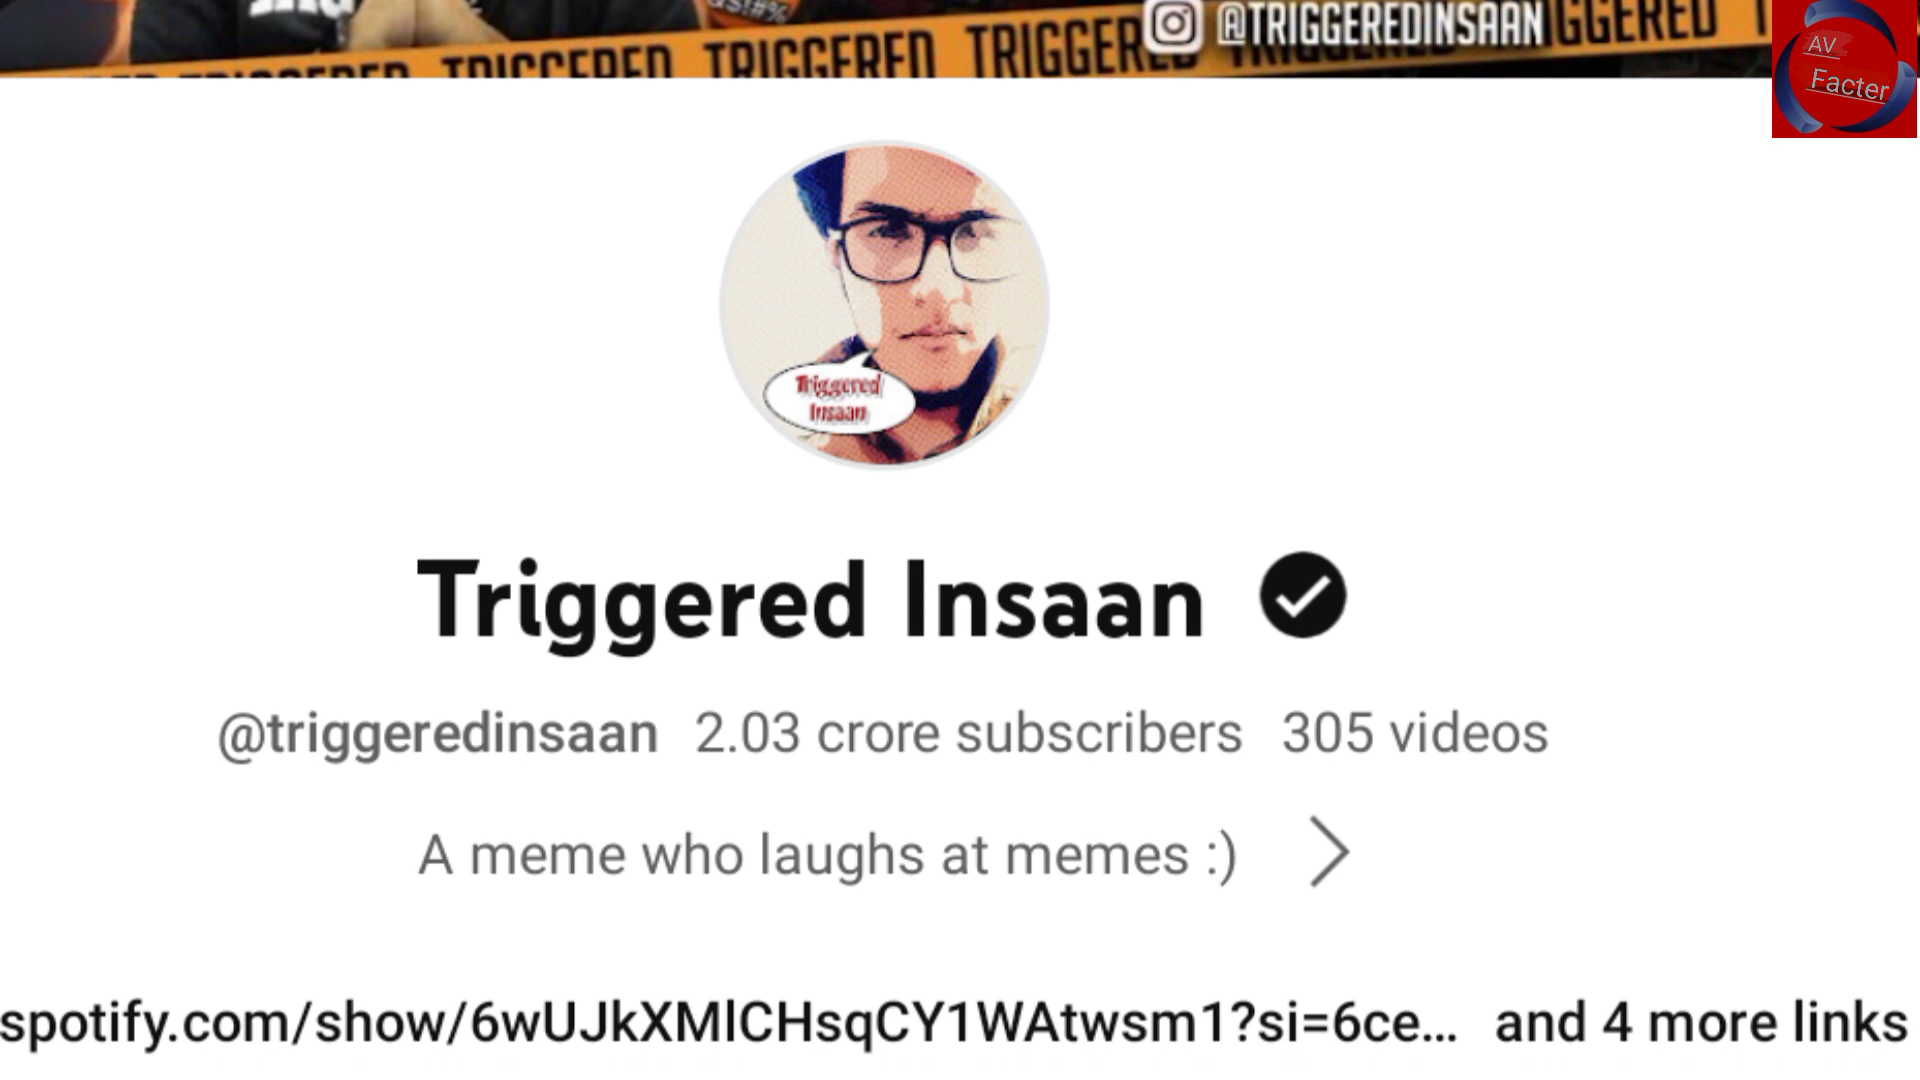 @TRIGGEREDINSAAN
TRIGGERED TRIGGERED TRIGGERED
AV
Facter
Triggered
Insaan
Triggered Insaan
@triggeredinsaan 2.03 crore subscribers 305 videos
A meme who laughs at memes :)
spotify.com/show/6wUJkXMlCHsqCY1WAtwsm1?si=6ce... and 4 more links